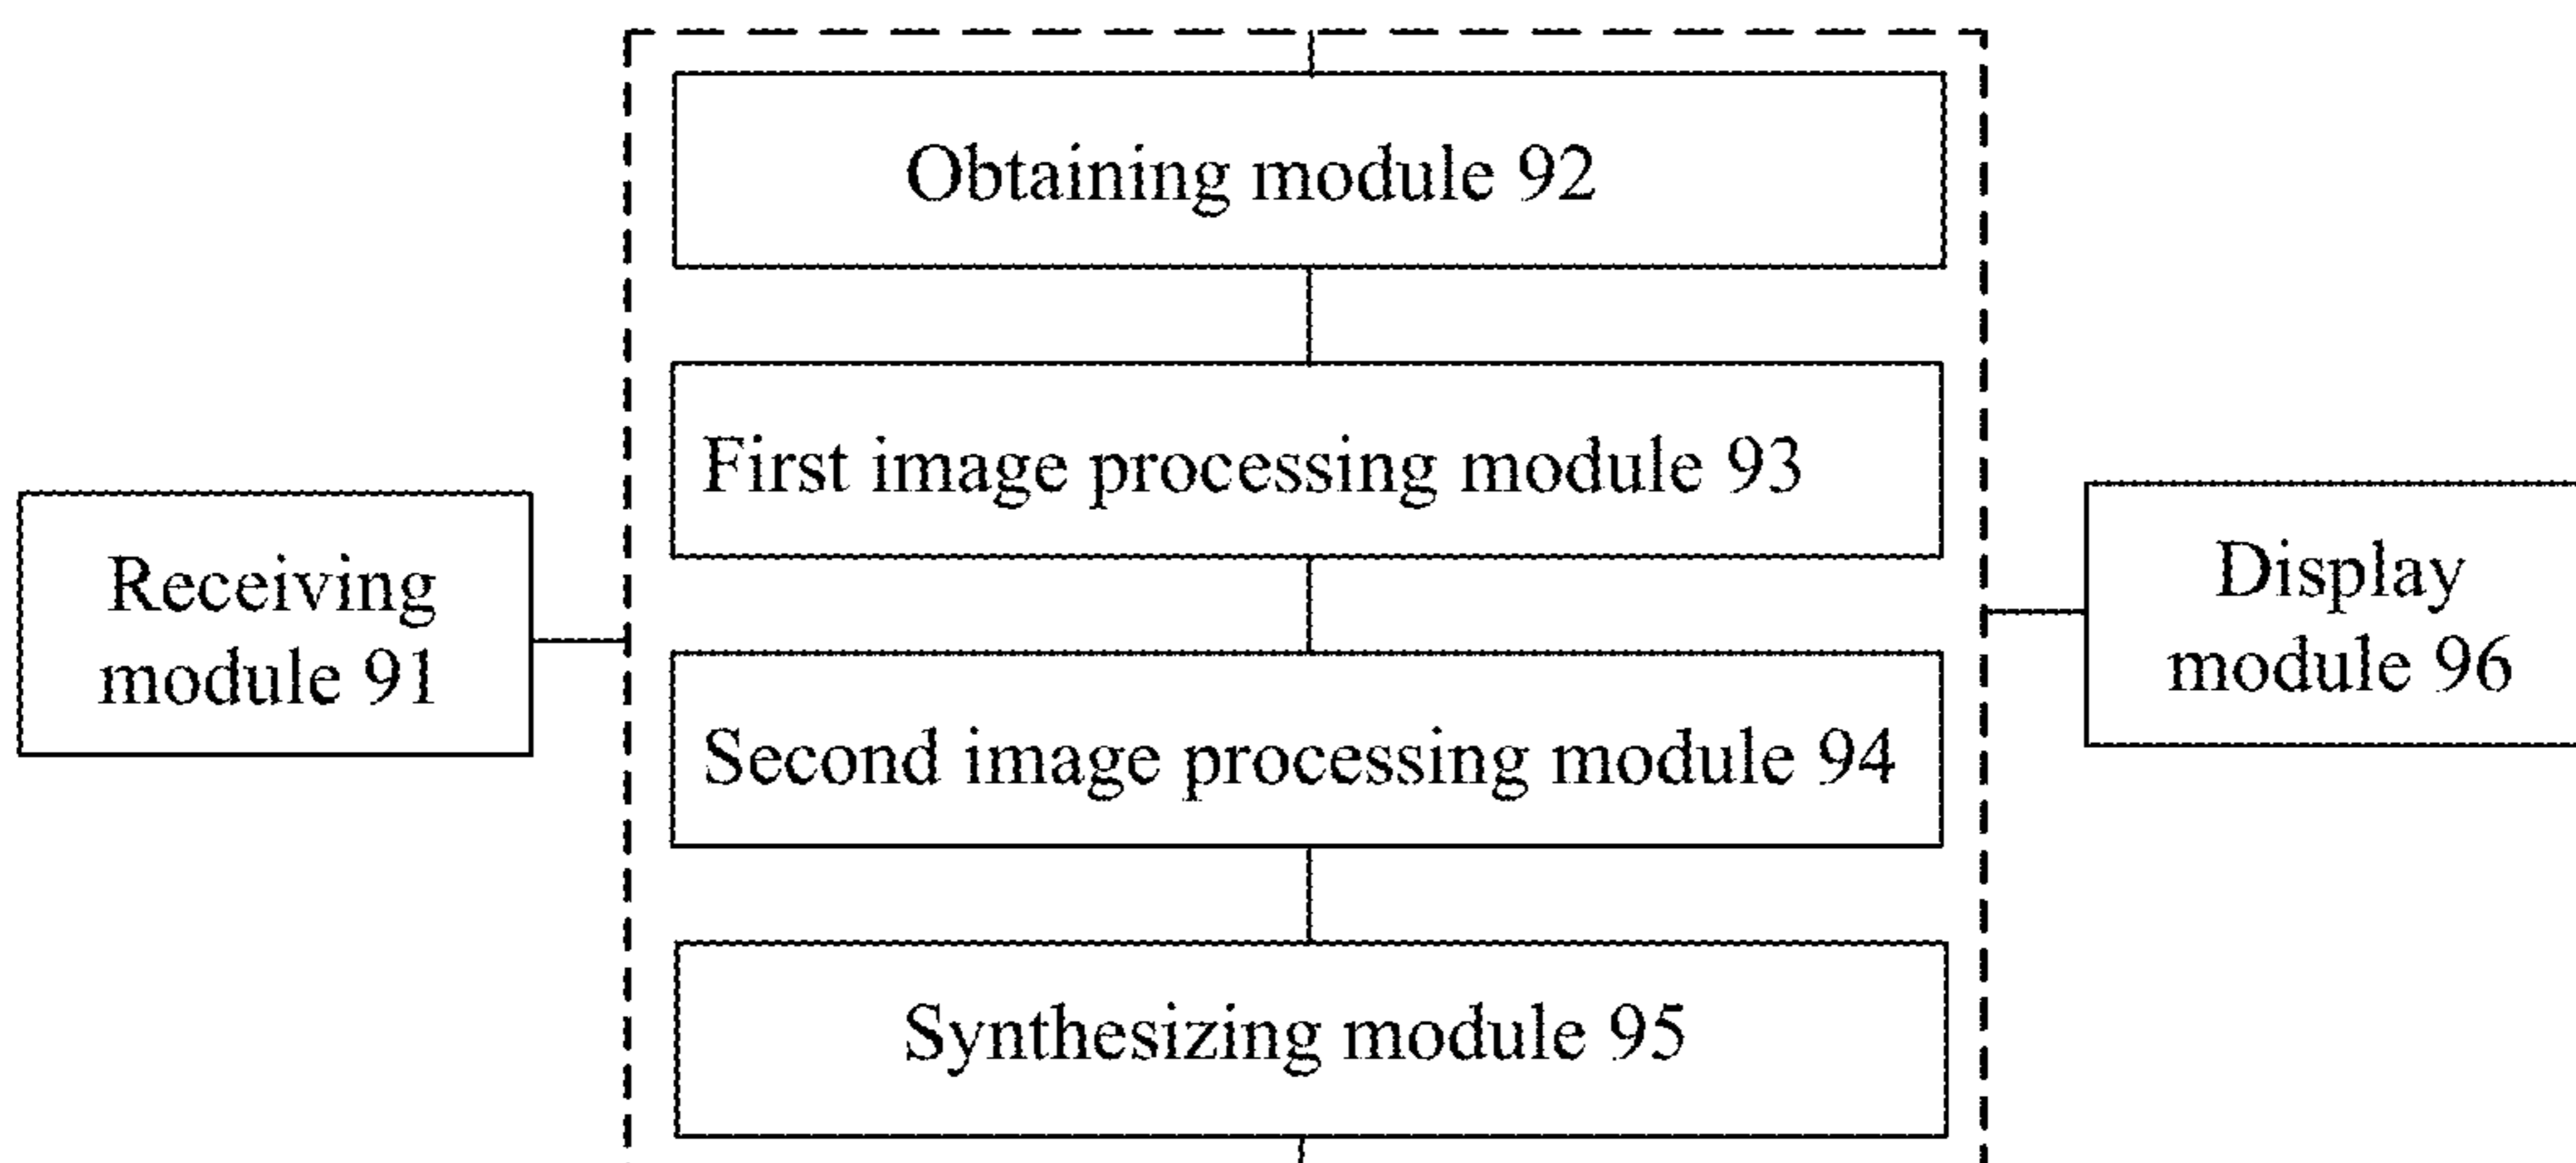 Obtaining module 92
First image processing module 93
Receiving
module 91
Second image processing module 94
Display
module 96
Synthesizing module 95